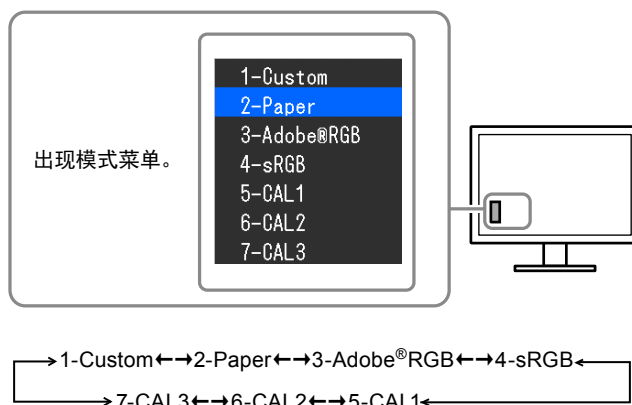 出现模式菜单。
1-Custom
2-Paper
3-Adobe®RGB
4-sRGB
5-CAL1
6-CAL2
7-CAL3
1-Custom←→2-Paper←→3-Adobe®RGB←→4-sRGB←
→7-CAL3←→6-CAL2←→5-CAL1←